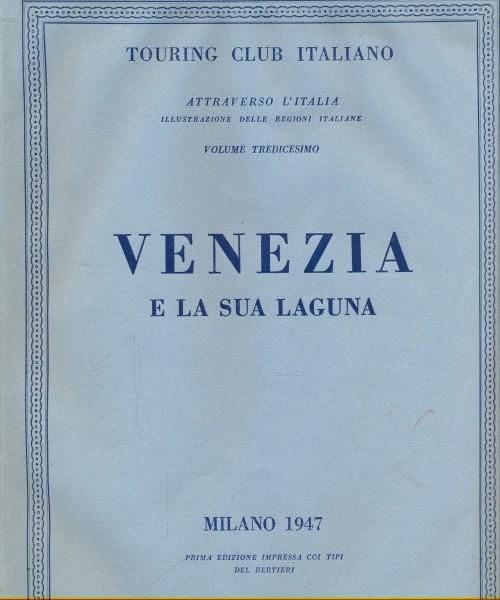 TOURING CLUB ITALIANO
ATTRAVERSO L'ITALIA
ILLUSTRAZIONE DELLE REGIONI ITALIANE
VOLUME TREDICESIMO
VENEZIA
E LA SUA LAGUNA
MILANO 1947
PRIMA EDIZIONE IMPRESSA COI TIPI
DEL BERTIERI